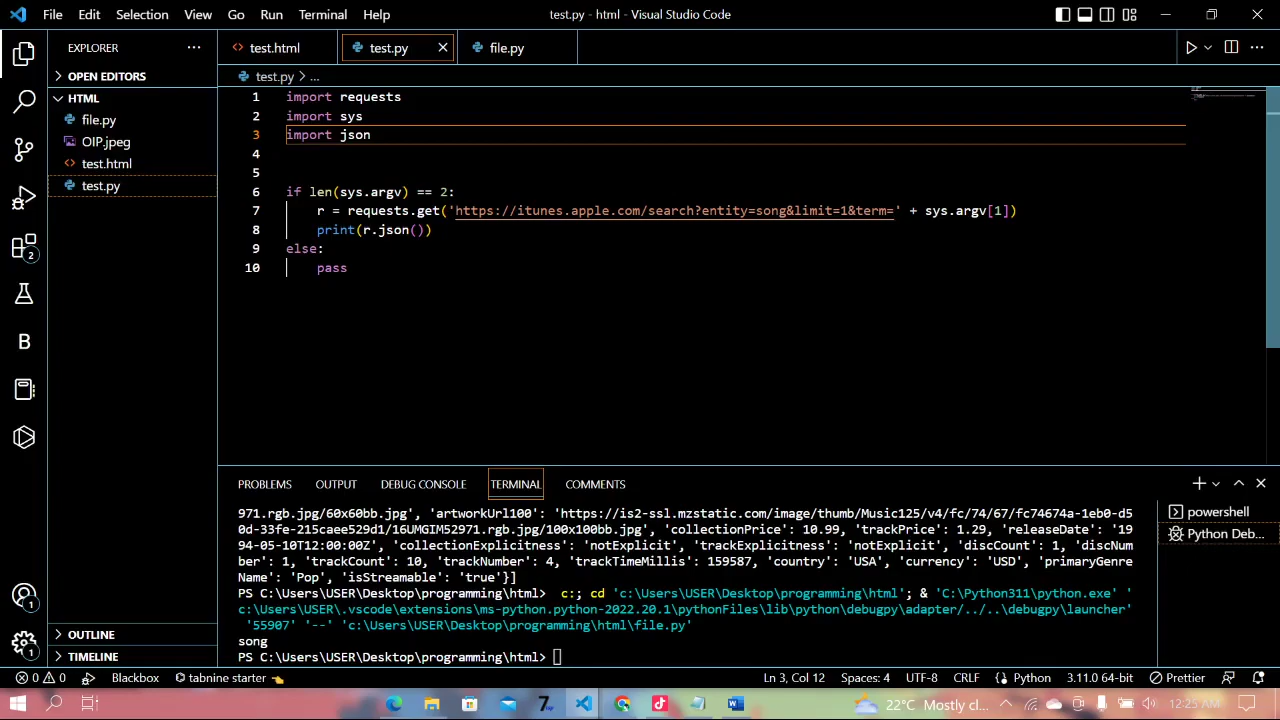 File Edit Selection View Go Run Terminal Help test.py - html - Visual Studio Code
EXPLORER ...
test.html test.py file.py
OPEN EDITORS
test.py > ...
HTML
file.py
OIP.jpeg
test.html
test.py
1 import requests
2 import sys
3 import json
4
5
6 if len(sys.argv) == 2:
7 r = requests.get('https://itunes.apple.com/search?entity=song&limit=1&term=' + sys.argv[1])
8 print(r.json())
9 else:
10 pass
2
B
PROBLEMS OUTPUT DEBUG CONSOLE TERMINAL COMMENTS
971.rgb.jpg/60x60bb.jpg', 'artworkUrl100': 'https://is2-ssl.mzstatic.com/image/thumb/Music125/v4/fc/74/67/fc74674a-1eb0-d5
0d-33fe-215caee529d1/16UMGIM52971.rgb.jpg/100x100bb.jpg', 'collectionPrice': 10.99, 'trackPrice': 1.29, 'releaseDate': '19
94-05-10T12:00:00Z', 'collectionExplicitness': 'notExplicit', 'trackExplicitness': 'notExplicit', 'discCount': 1, 'discNum
ber': 1, 'trackCount': 10, 'trackNumber': 4, 'trackTimeMillis': 159587, 'country': 'USA', 'currency': 'USD', 'primaryGenre
Name': 'Pop', 'isStreamable': 'true'}]
PS C:\Users\USER\Desktop\programming\html> c:; cd 'c:\Users\USER\Desktop\programming\html'; & 'C:\Python311\python.exe' '
c:\Users\USER\.vscode\extensions\ms-python.python-2022.20.1\pythonFiles\lib\python\debugpy\adapter/../..\debugpy\launcher'
'55907' '--' 'c:\Users\USER\Desktop\programming\html\file.py'
song
PS C:\Users\USER\Desktop\programming\html>
powershell
Python Deb...
1
1
OUTLINE
TIMELINE
0 0 Blackbox tabnine starter Ln 3, Col 12 Spaces: 4 UTF-8 CRLF Python 3.11.0 64-bit Prettier
22°C Mostly cl... 12:25 AM